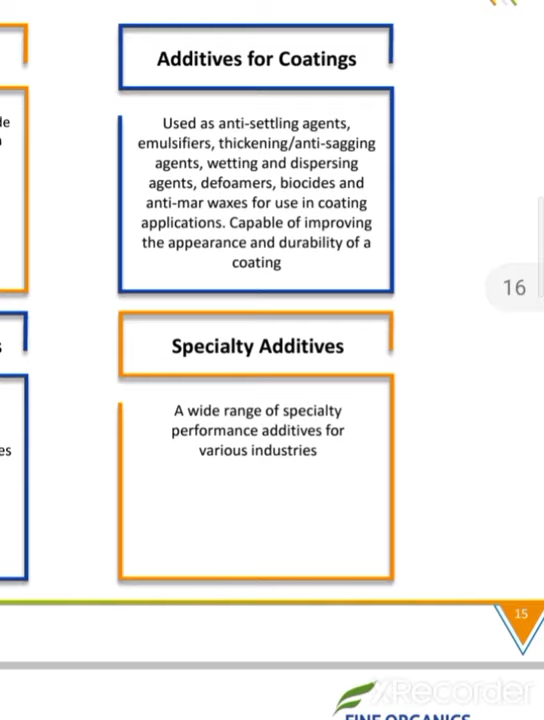 Additives for Coatings
Used as anti-settling agents,
emulsifiers, thickening/anti-sagging
agents, wetting and dispersing
agents, defoamers, biocides and
anti-mar waxes for use in coating
applications. Capable of improving
the appearance and durability of a
coating
16
Specialty Additives
A wide range of specialty
performance additives for
various industries
es
15
XRecorder
FINE ORGANICS